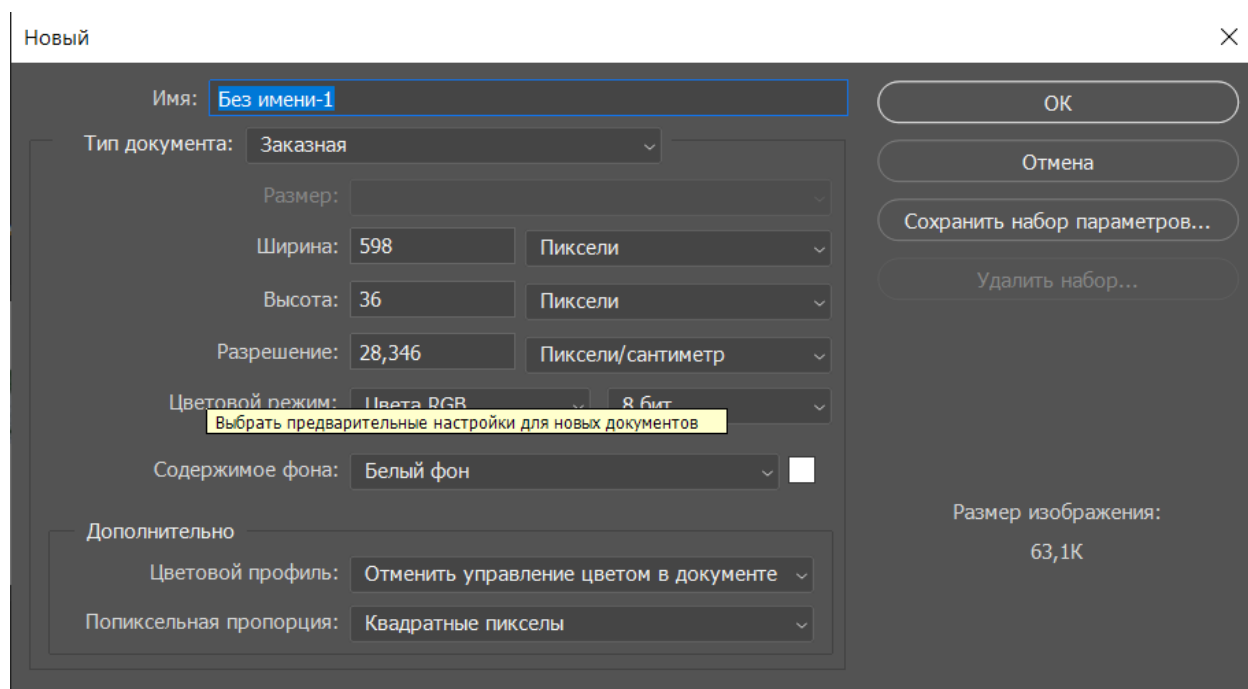 Новый
Имя: Без имени-1
OK
Тип документа: Заказная
Отмена
Размер:
Сохранить набор параметров...
Ширина: 598 Пиксели
Удалить набор...
Высота: 36 Пиксели
Разрешение: 28,346 Пиксели/сантиметр
Цветовой режим: Цвета RGB 8 бит
Выбрать предварительные настройки для новых документов
Содержимое фона: Белый фон
Размер изображения:
63,1K
Дополнительно
Цветовой профиль: Отменить управление цветом в документе
Попиксельная пропорция: Квадратные пикселы